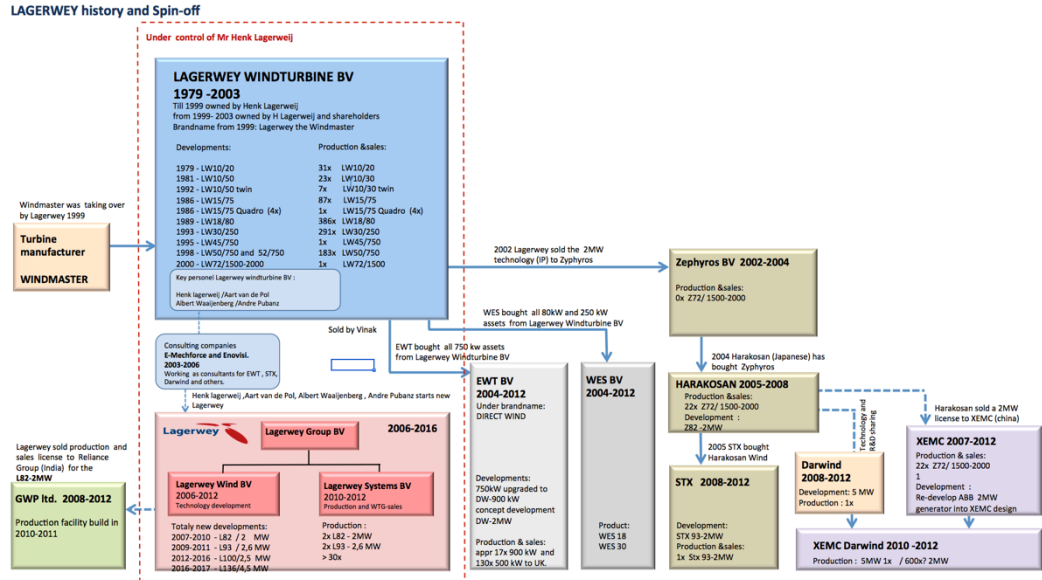 LAGERWEY history and Spin-off
Under control of Mr Henk Lagerweij
LAGERWEY WINDTURBINE BV
1979 -2003
Till 1999 owned by Henk Lagerweij
from 1999- 2003 owned by H Lagerweij and shareholders
Brandname from 1999: Lagerwey the Windmaster
Developments: Production &sales:
1979 - LW10/20 31x LW10/20
1981 - LW10/50 23x LW10/30
1992 - LW10/50 twin 7x LW10/30 twin
1986 - LW15/75 87x LW15/75
1986 - LW15/75 Quadro (4x) 1x LW15/75 Quadro (4x)
1989 - LW18/80 386x LW18/80
1993 - LW30/250 291x LW30/250
1995 - LW45/750 1x LW45/750
1998 - LW50/750 and 52/750 183x LW50/750
2000 - LW72/1500-2000 1x LW72/1500
Key personel Lagerwey windturbine BV :
Henk lagerweij /Aart van de Pol
Albert Waaijenberg /Andre Pubanz
Windmaster was taking over
by Lagerwey 1999
Turbine
manufacturer
WINDMASTER
2002 Lagerwey sold the 2MW
technology (IP) to Zyphyros
Zephyros BV 2002-2004
Production &sales:
0x Z72/ 1500-2000
Sold by Vinak
WES bought all 80kW and 250 kW
assets from Lagerwey Windturbine BV
EWT bought all 750 kw assets
from Lagerwey Windturbine BV
2004 Harakosan (Japanese) has
bought Zyphyros
Consulting companies
E-Mechforce and Enovisi.
2003-2006
Working as consultants for EWT , STX,
Darwind and others.
Henk lagerweij ,Aart van de Pol, Albert Waaijenberg , Andre Pubanz starts new
Lagerwey
EWT BV
2004-2012
Under brandname:
DIRECT WIND
Developments:
750kW upgraded to
DW-900 kW
concept development
DW-2MW
Production & sales:
appr 17x 900 kW and
130x 500 kW to UK.
WES BV
2004-2012
Product:
WES 18
WES 30
HARAKOSAN 2005-2008
Production &sales:
22x Z72/ 1500-2000
Development :
Z82 -2MW
Harakosan sold a 2MW
license to XEMC (china)
Technology and
R&D sharing
2005 STX bought
Harakosan Wind
XEMC 2007-2012
Production & sales:
22x Z72/ 1500-2000
1
Development :
Re-develop ABB 2MW
generator into XEMC design
Darwind
2008-2012
Development: 5 MW
Production : 1x
STX 2008-2012
Development:
STX 93-2MW
Production &sales:
1x Stx 93-2MW
XEMC Darwind 2010 -2012
Production : 5MW 1x / 600x? 2MW
Lagerwey
Lagerwey Group BV
2006-2016
Lagerwey Wind BV
2006-2012
Technology development
Lagerwey Systems BV
2010-2012
Production and WTG-sales
Totaly new developments:
2007-2010 - L82 / 2 MW
2009-2011 - L93 / 2,6 MW
2012-2016 - L100/2,5 MW
2016-2017 - L136/4,5 MW
Production :
2x L82 – 2MW
2x L93 - 2,6 MW
> 30x
Lagerwey sold production and
sales license to Reliance
Group (India) for the
L82-2MW
GWP ltd. 2008-2012
Production facility build in
2010-2011